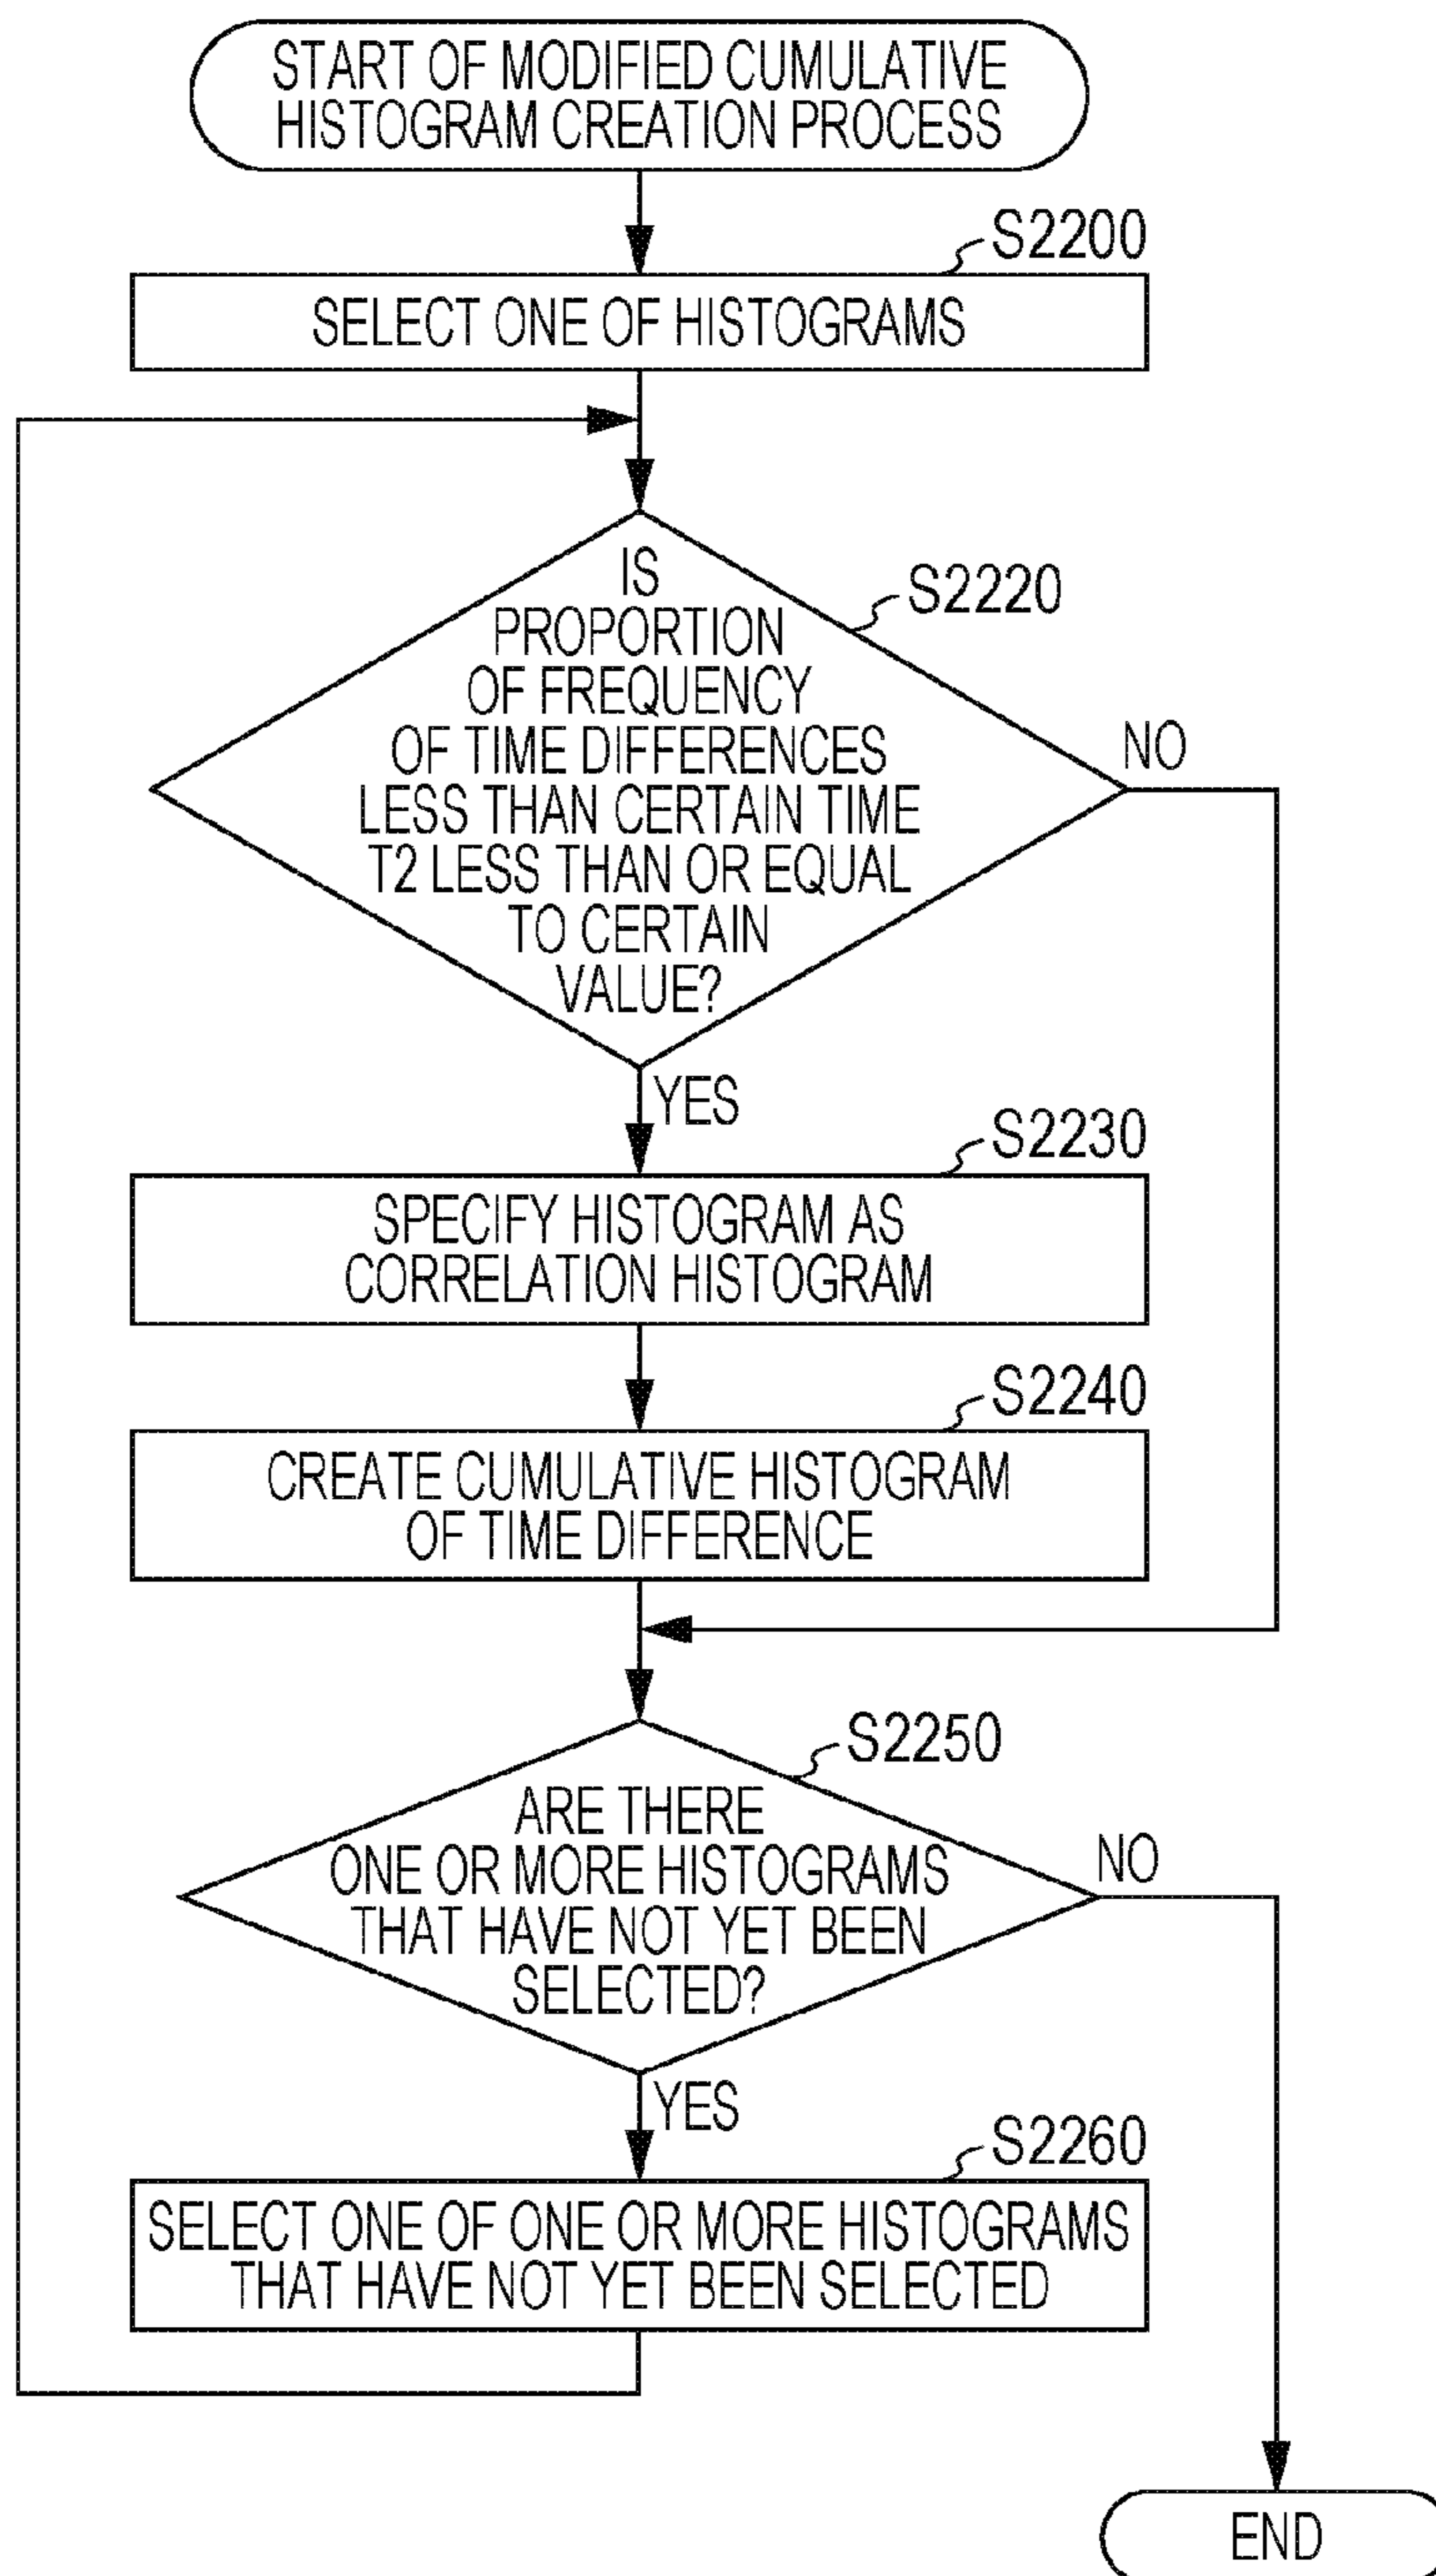 START OF MODIFIED CUMULATIVE
HISTOGRAM CREATION PROCESS
S2200
SELECT ONE OF HISTOGRAMS
S2220
IS
PROPORTION
OF FREQUENCY
OF TIME DIFFERENCES
LESS THAN CERTAIN TIME
T2 LESS THAN OR EQUAL
TO CERTAIN
VALUE?
NO
YES
S2230
SPECIFY HISTOGRAM AS
CORRELATION HISTOGRAM
S2240
CREATE CUMULATIVE HISTOGRAM
OF TIME DIFFERENCE
S2250
ARE THERE
ONE OR MORE HISTOGRAMS
THAT HAVE NOT YET BEEN
SELECTED?
NO
YES
S2260
SELECT ONE OF ONE OR MORE HISTOGRAMS
THAT HAVE NOT YET BEEN SELECTED
END